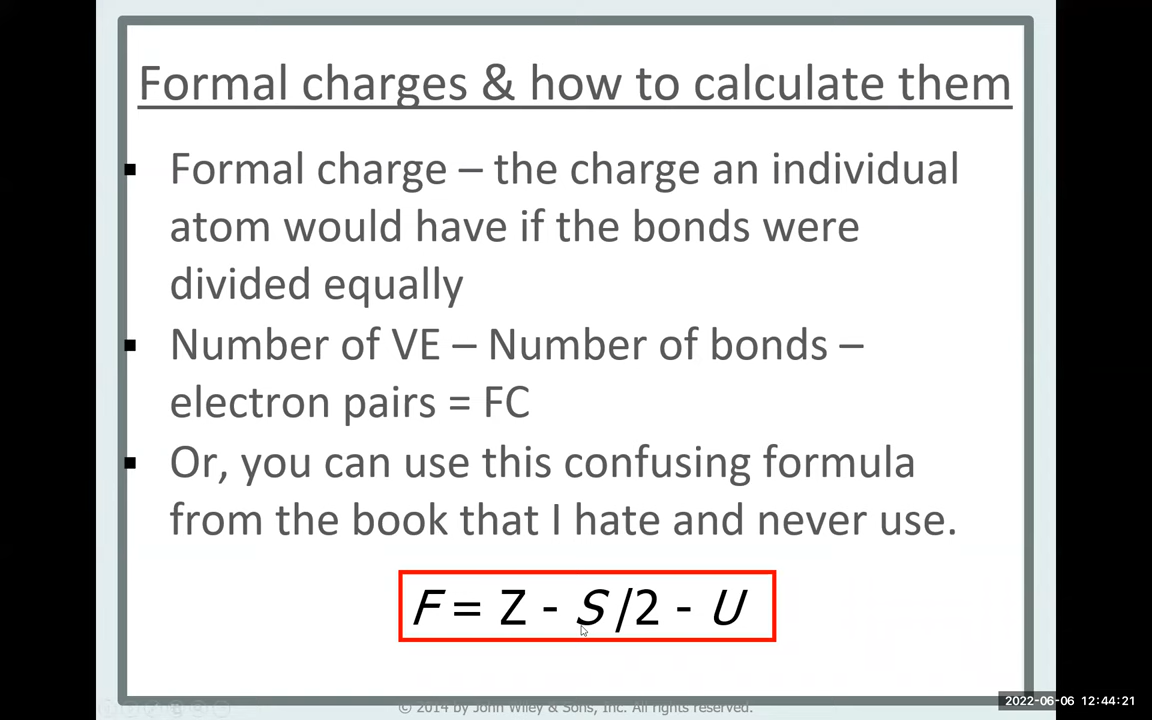 Formal charges & how to calculate them
▪ Formal charge – the charge an individual
atom would have if the bonds were
divided equally
▪ Number of VE – Number of bonds –
electron pairs = FC
▪ Or, you can use this confusing formula
from the book that I hate and never use.
F = Z - S/2 - U
© 2014 by John Wiley & Sons, Inc. All rights reserved.
2022-06-06 12:44:21